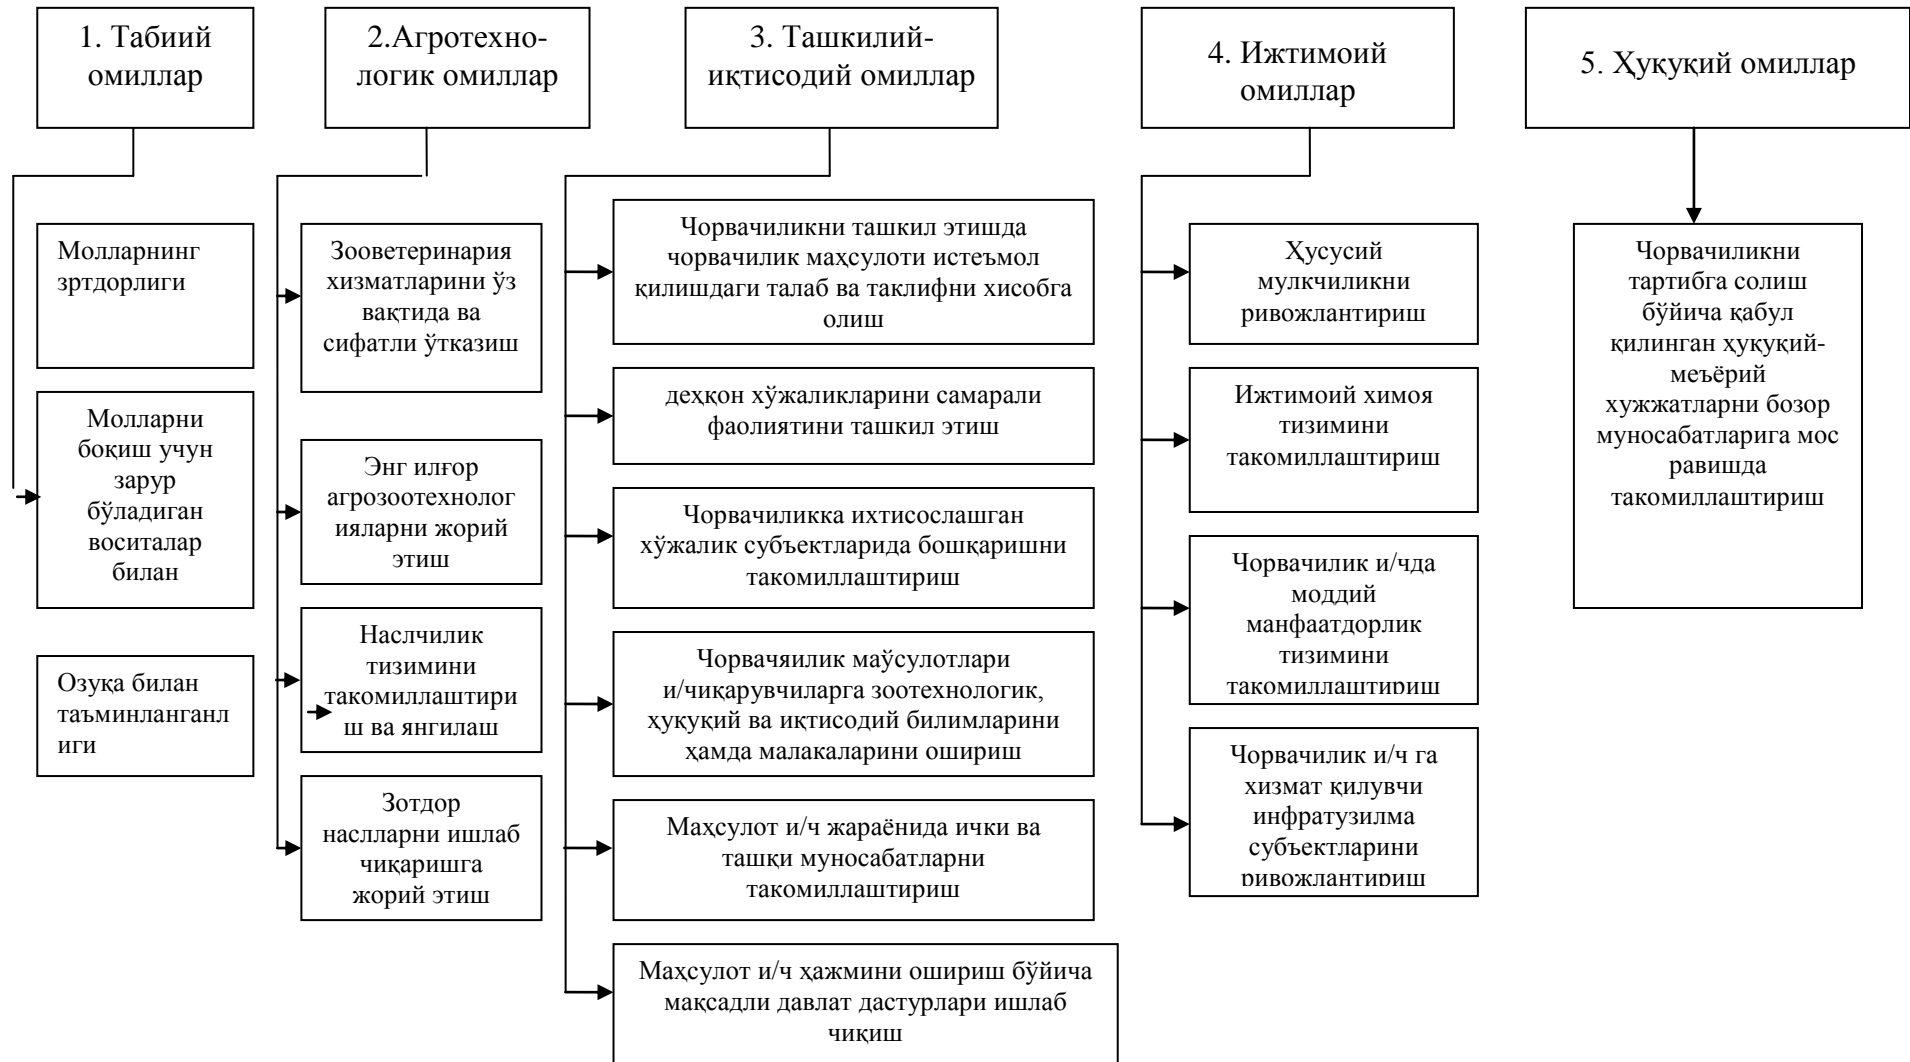 1. Табиий
омиллар
2.Агротехно-
логик омиллар
3. Ташкилий-
иқтисодий омиллар
4. Ижтимоий
омиллар
5. Ҳуқуқий омиллар
Молларнинг
зртдорлиги
Молларни
боқиш учун
зарур
бўладиган
воситалар
билан
Озуқа билан
таъминланганл
иги
Зооветеринария
хизматларини ўз
вақтида ва
сифатли ўтказиш
Энг илғор
агрозоотехнолог
ияларни жорий
этиш
Наслчилик
тизимини
такомиллаштири
ш ва янгилаш
Зотдор
наслларни ишлаб
чиқаришга
жорий этиш
Чорвачиликни ташкил этишда
чорвачилик маҳсулоти истеъмол
қилишдаги талаб ва таклифни хисобга
олиш
деҳқон хўжаликларини самарали
фаолиятини ташкил этиш
Чорвачиликка ихтисослашган
хўжалик субъектларида бошқаришни
такомиллаштириш
Чорвачяилик маўсулотлари
и/чиқарувчиларга зоотехнологик,
ҳуқуқий ва иқтисодий билимларини
ҳамда малакаларини ошириш
Маҳсулот и/ч жараёнида ички ва
ташқи муносабатларни
такомиллаштириш
Маҳсулот и/ч ҳажмини ошириш бўйича
мақсадли давлат дастурлари ишлаб
чиқиш
Ҳусусий
мулкчиликни
ривожлантириш
Ижтимоий химоя
тизимини
такомиллаштириш
Чорвачилик и/чда
моддий
манфаатдорлик
тизимини
такомиллаштириш
Чорвачилик и/ч га
хизмат қилувчи
инфратузилма
субъектларини
ривожлантириш
Чорвачиликни
тартибга солиш
бўйича қабул
қилинган ҳуқуқий-
меъёрий
хужжатларни бозор
муносабатларига мос
равишда
такомиллаштириш